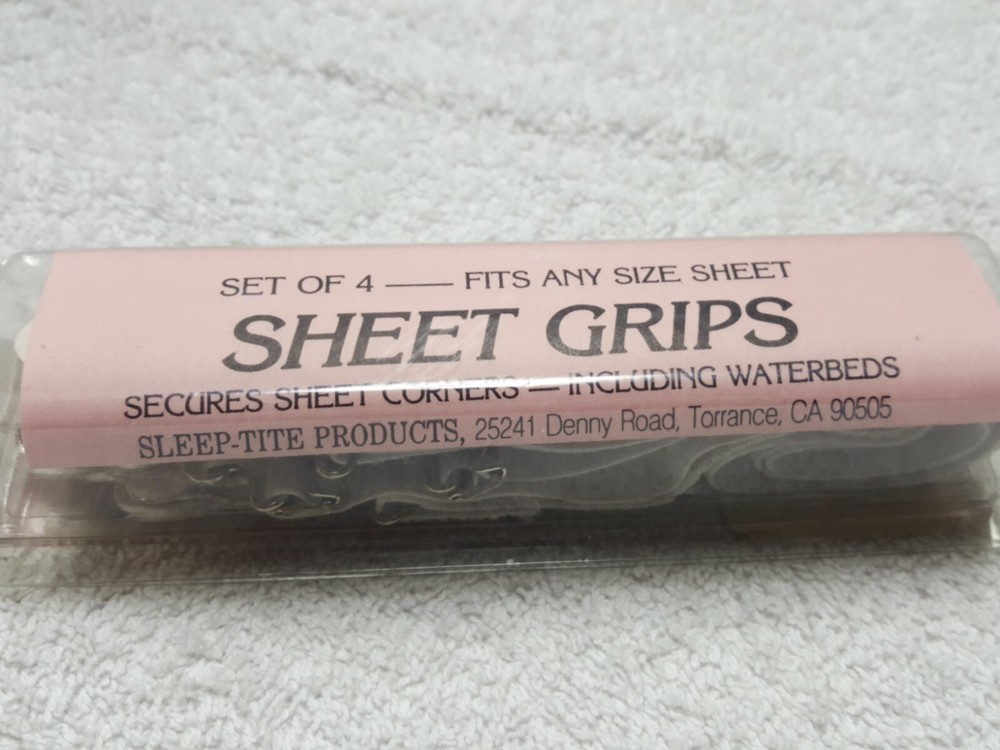 SET OF 4 —— FITS ANY SIZE SHEET
SHEET GRIPS
SECURES SHEET CORNERS — INCLUDING WATERBEDS
SLEEP-TITE PRODUCTS, 25241 Denny Road, Torrance, CA 90505